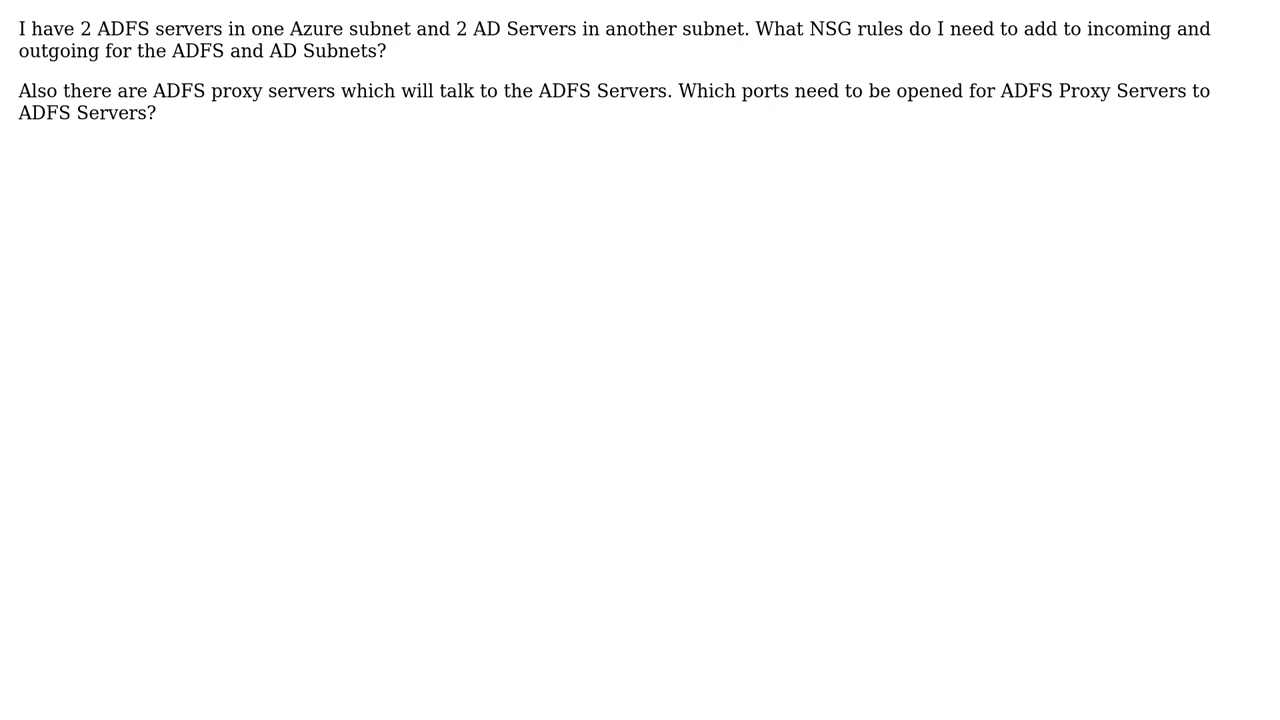 I have 2 ADFS servers in one Azure subnet and 2 AD Servers in another subnet. What NSG rules do I need to add to incoming and
outgoing for the ADFS and AD Subnets?
Also there are ADFS proxy servers which will talk to the ADFS Servers. Which ports need to be opened for ADFS Proxy Servers to
ADFS Servers?